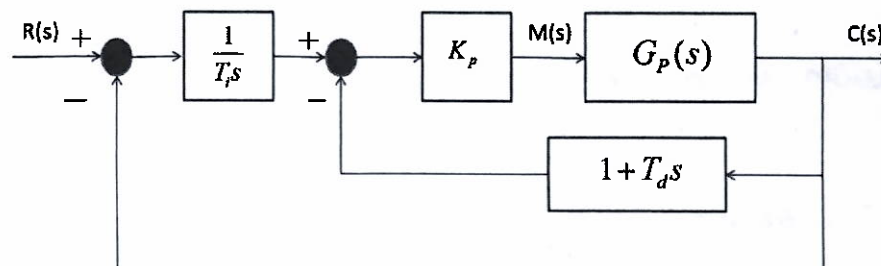 R(s) +
−
1/(T_i s)
+
−
K_p
M(s)
G_P(s)
C(s)
1 + T_d s